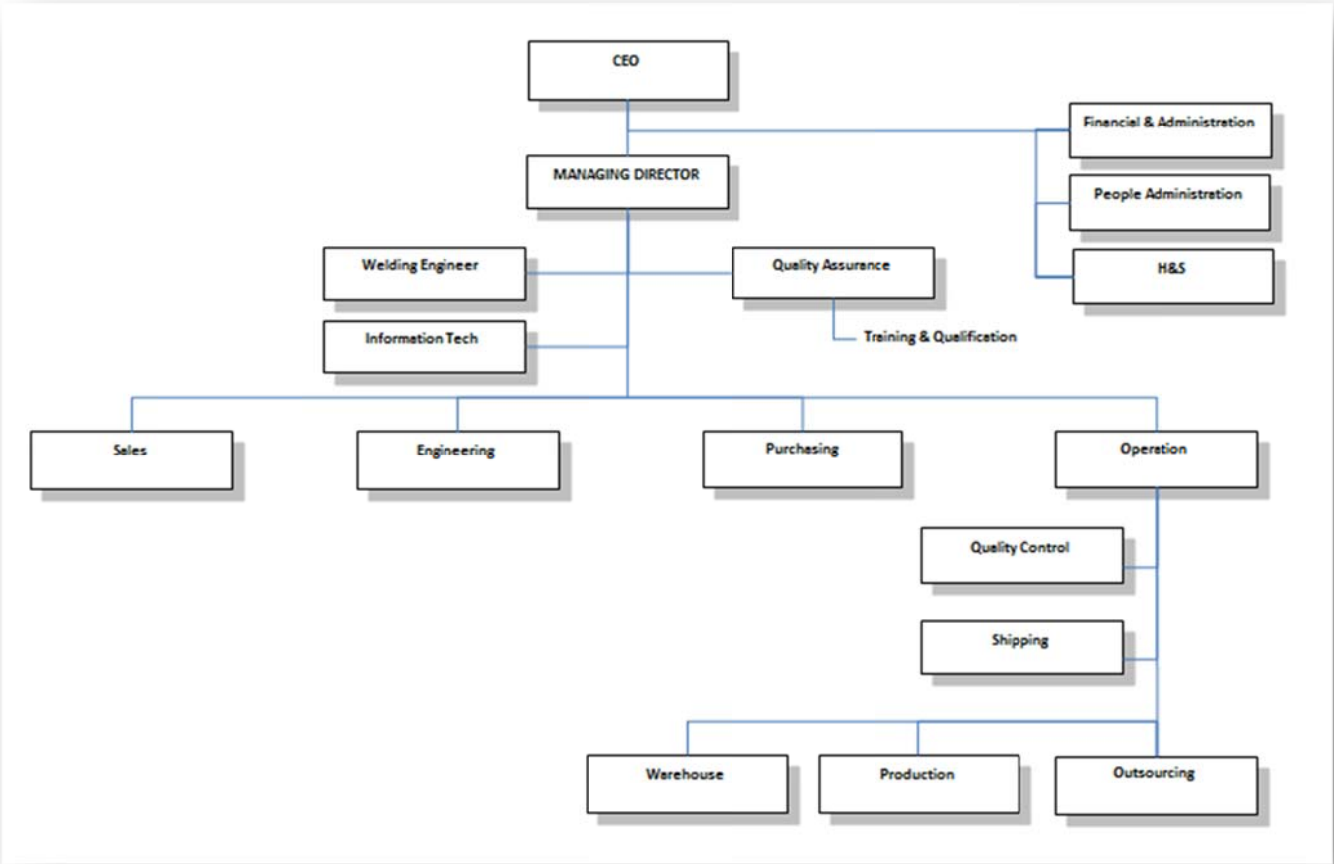 CEO
Financial & Administration
MANAGING DIRECTOR
People Administration
Welding Engineer
Quality Assurance
H&S
Information Tech
Training & Qualification
Sales
Engineering
Purchasing
Operation
Quality Control
Shipping
Warehouse
Production
Outsourcing